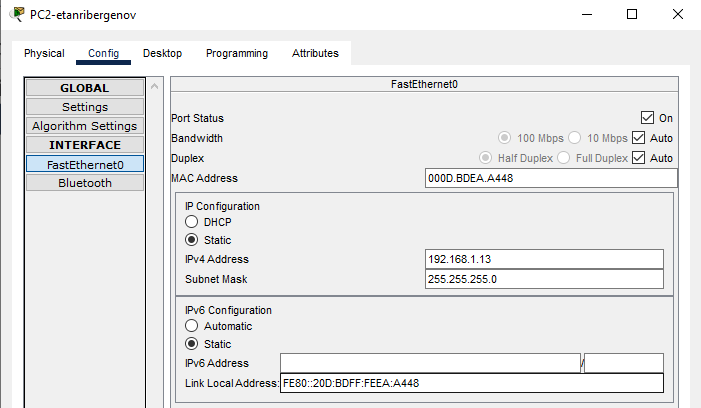 PC2-etanribergenov
Physical Config Desktop Programming Attributes
GLOBAL
Settings
Algorithm Settings
INTERFACE
FastEthernet0
Bluetooth
FastEthernet0
Port Status On
Bandwidth 100 Mbps 10 Mbps Auto
Duplex Half Duplex Full Duplex Auto
MAC Address 000D.BDEA.A448
IP Configuration
DHCP
Static
IPv4 Address 192.168.1.13
Subnet Mask 255.255.255.0
IPv6 Configuration
Automatic
Static
IPv6 Address /
Link Local Address: FE80::20D:BDFF:FEEA:A448